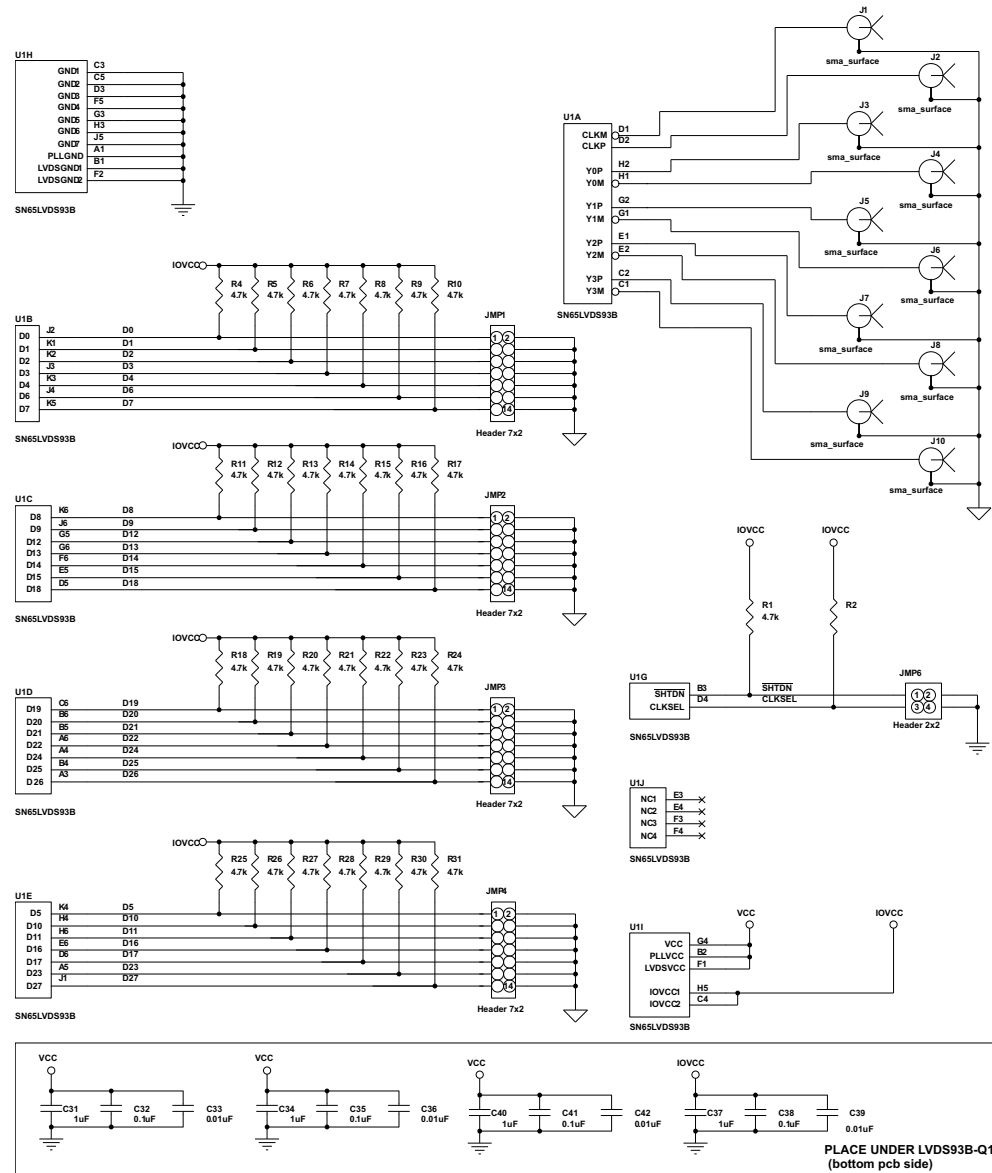 U1H
GND1 C3
GND2 C5
GND3 D3
GND4 F5
GND5 G3
GND6 H3
GND7 J5
PLLGND A1
LVDSGND1 B1
LVDSGND2 F2
SN65LVDS93B
U1A
CLKM D1
CLKP D2
Y0P H2
Y0M H1
Y1P G2
Y1M G1
Y2P E1
Y2M E2
Y3P C2
Y3M C1
SN65LVDS93B
J1
sma_surface
J2
sma_surface
J3
sma_surface
J4
sma_surface
J5
sma_surface
J6
sma_surface
J7
sma_surface
J8
sma_surface
J9
sma_surface
J10
sma_surface
IOVCC
R4 R5 R6 R7 R8 R9 R10
4.7k 4.7k 4.7k 4.7k 4.7k 4.7k 4.7k
U1B
JMP1
D0 J2 D0 1 2
D1 K1 D1
D2 K2 D2
D3 J3 D3
D4 K3 D4
D6 J4 D6
D7 K5 D7 14
SN65LVDS93B
Header 7x2
IOVCC
R11 R12 R13 R14 R15 R16 R17
4.7k 4.7k 4.7k 4.7k 4.7k 4.7k 4.7k
U1C
JMP2
D8 K6 D8 1 2
D9 J6 D9
D12 G5 D12
D13 G6 D13
D14 F6 D14
D15 E5 D15
D18 D5 D18 14
SN65LVDS93B
Header 7x2
IOVCC
R18 R19 R20 R21 R22 R23 R24
4.7k 4.7k 4.7k 4.7k 4.7k 4.7k 4.7k
U1D
JMP3
D19 C6 D19 1 2
D20 B6 D20
D21 B5 D21
D22 A6 D22
D24 A4 D24
D25 B4 D25
D26 A3 D26 14
SN65LVDS93B
Header 7x2
IOVCC
R25 R26 R27 R28 R29 R30 R31
4.7k 4.7k 4.7k 4.7k 4.7k 4.7k 4.7k
U1E
JMP4
D5 K4 D5 1 2
D10 H4 D10
D11 H6 D11
D16 E6 D16
D17 D6 D17
D23 A5 D23
D27 J1 D27 14
SN65LVDS93B
Header 7x2
IOVCC IOVCC
R1 R2
4.7k
U1G
JMP6
SHTDN B3 SHTDN 1 2
CLKSEL D4 CLKSEL 3 4
SN65LVDS93B
Header 2x2
U1J
NC1 E3
NC2 E4
NC3 F3
NC4 F4
SN65LVDS93B
VCC IOVCC
U1I
VCC G4
PLLVCC B2
LVDSVCC F1
IOVCC1 H5
IOVCC2 C4
SN65LVDS93B
VCC VCC VCC IOVCC
C31 C32 C33 C34 C35 C36 C40 C41 C42 C37 C38 C39
1uF 0.1uF 0.01uF 1uF 0.1uF 0.01uF 1uF 0.1uF 0.01uF 1uF 0.1uF 0.01uF
PLACE UNDER LVDS93B-Q1
(bottom pcb side)